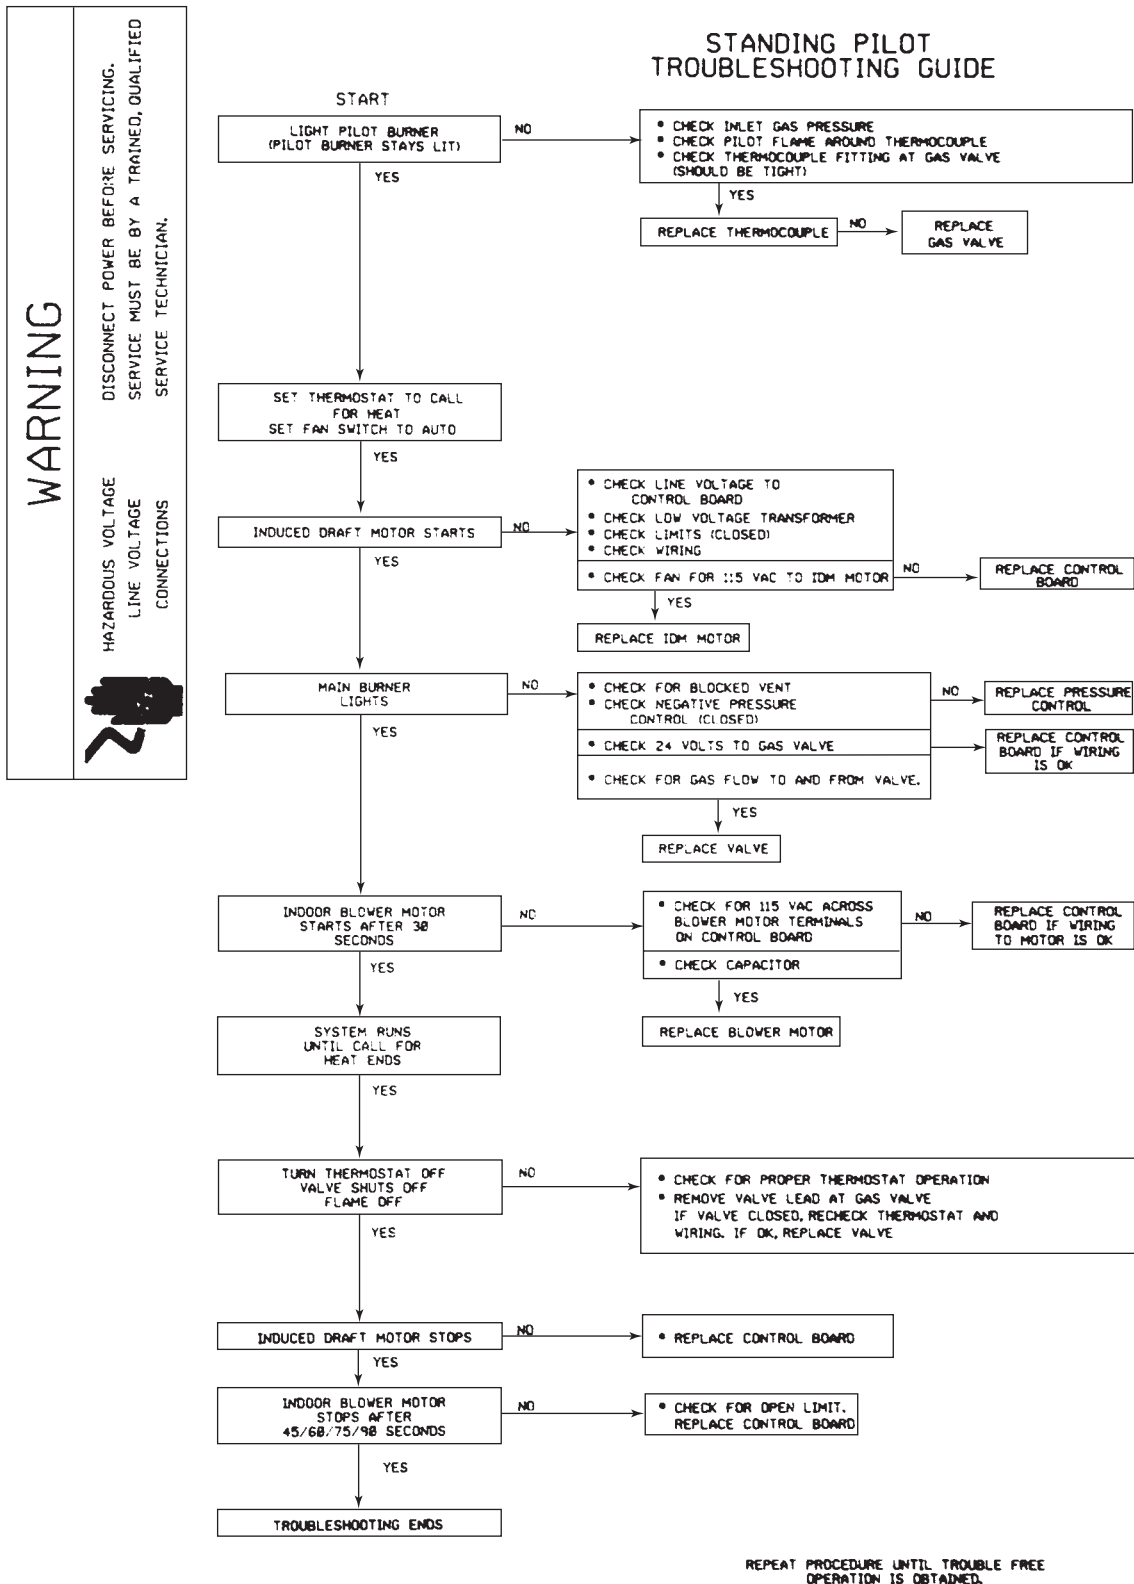 WARNING
HAZARDOUS VOLTAGE
LINE VOLTAGE
CONNECTIONS
DISCONNECT POWER BEFORE SERVICING.
SERVICE MUST BE BY A TRAINED, QUALIFIED
SERVICE TECHNICIAN.
STANDING PILOT
TROUBLESHOOTING GUIDE
START
LIGHT PILOT BURNER
(PILOT BURNER STAYS LIT)
NO
• CHECK INLET GAS PRESSURE
• CHECK PILOT FLAME AROUND THERMOCOUPLE
• CHECK THERMOCOUPLE FITTING AT GAS VALVE
(SHOULD BE TIGHT)
YES
YES
REPLACE THERMOCOUPLE
NO
REPLACE
GAS VALVE
SET THERMOSTAT TO CALL
FOR HEAT
SET FAN SWITCH TO AUTO
YES
INDUCED DRAFT MOTOR STARTS
NO
• CHECK LINE VOLTAGE TO
CONTROL BOARD
• CHECK LOW VOLTAGE TRANSFORMER
• CHECK LIMITS (CLOSED)
• CHECK WIRING
• CHECK FAN FOR 115 VAC TO IDM MOTOR
NO
REPLACE CONTROL
BOARD
YES
YES
REPLACE IDM MOTOR
MAIN BURNER
LIGHTS
NO
• CHECK FOR BLOCKED VENT
• CHECK NEGATIVE PRESSURE
CONTROL (CLOSED)
NO
REPLACE PRESSURE
CONTROL
• CHECK 24 VOLTS TO GAS VALVE
REPLACE CONTROL
BOARD IF WIRING
IS OK
• CHECK FOR GAS FLOW TO AND FROM VALVE.
YES
YES
REPLACE VALVE
INDOOR BLOWER MOTOR
STARTS AFTER 30
SECONDS
NO
• CHECK FOR 115 VAC ACROSS
BLOWER MOTOR TERMINALS
ON CONTROL BOARD
• CHECK CAPACITOR
NO
REPLACE CONTROL
BOARD IF WIRING
TO MOTOR IS OK
YES
YES
REPLACE BLOWER MOTOR
SYSTEM RUNS
UNTIL CALL FOR
HEAT ENDS
YES
TURN THERMOSTAT OFF
VALVE SHUTS OFF
FLAME OFF
NO
• CHECK FOR PROPER THERMOSTAT OPERATION
• REMOVE VALVE LEAD AT GAS VALVE
IF VALVE CLOSED, RECHECK THERMOSTAT AND
WIRING. IF OK, REPLACE VALVE
YES
INDUCED DRAFT MOTOR STOPS
NO
• REPLACE CONTROL BOARD
YES
INDOOR BLOWER MOTOR
STOPS AFTER
45/60/75/90 SECONDS
NO
• CHECK FOR OPEN LIMIT.
REPLACE CONTROL BOARD
YES
TROUBLESHOOTING ENDS
REPEAT PROCEDURE UNTIL TROUBLE FREE
OPERATION IS OBTAINED.